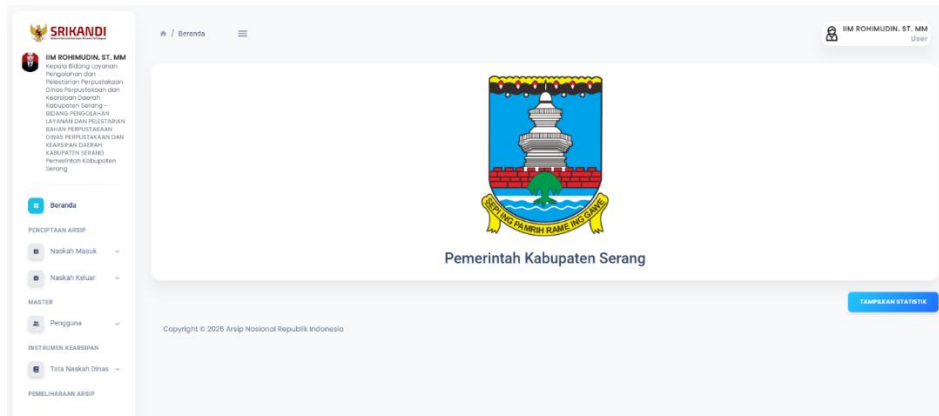 SRIKANDI
IIM ROHIMUDIN, ST. MM
Kepala Bidang Layanan
Pengolahan dan
Pelestarian Perpustakaan
Dinas Perpustakaan dan
Kearsipan Daerah
Kabupaten Serang -
BIDANG PENGOLAHAN
LAYANAN DAN PELESTARIAN
BAHAN PERPUSTAKAAN
DINAS PERPUSTAKAAN DAN
KEARSIPAN DAERAH
KABUPATEN SERANG
Pemerintah Kabupaten
Serang
Beranda
PENCIPTAAN ARSIP
Naskah Masuk
Naskah Keluar
MASTER
Pengguna
INSTRUMEN KEARSIPAN
Tata Naskah Dinas
PEMELIHARAAN ARSIP
/ Beranda
IIM ROHIMUDIN, ST. MM
User
SEPI ING PAMRIH RAME ING GAWE
Pemerintah Kabupaten Serang
TAMPILKAN STATISTIK
Copyright © 2025 Arsip Nasional Republik Indonesia